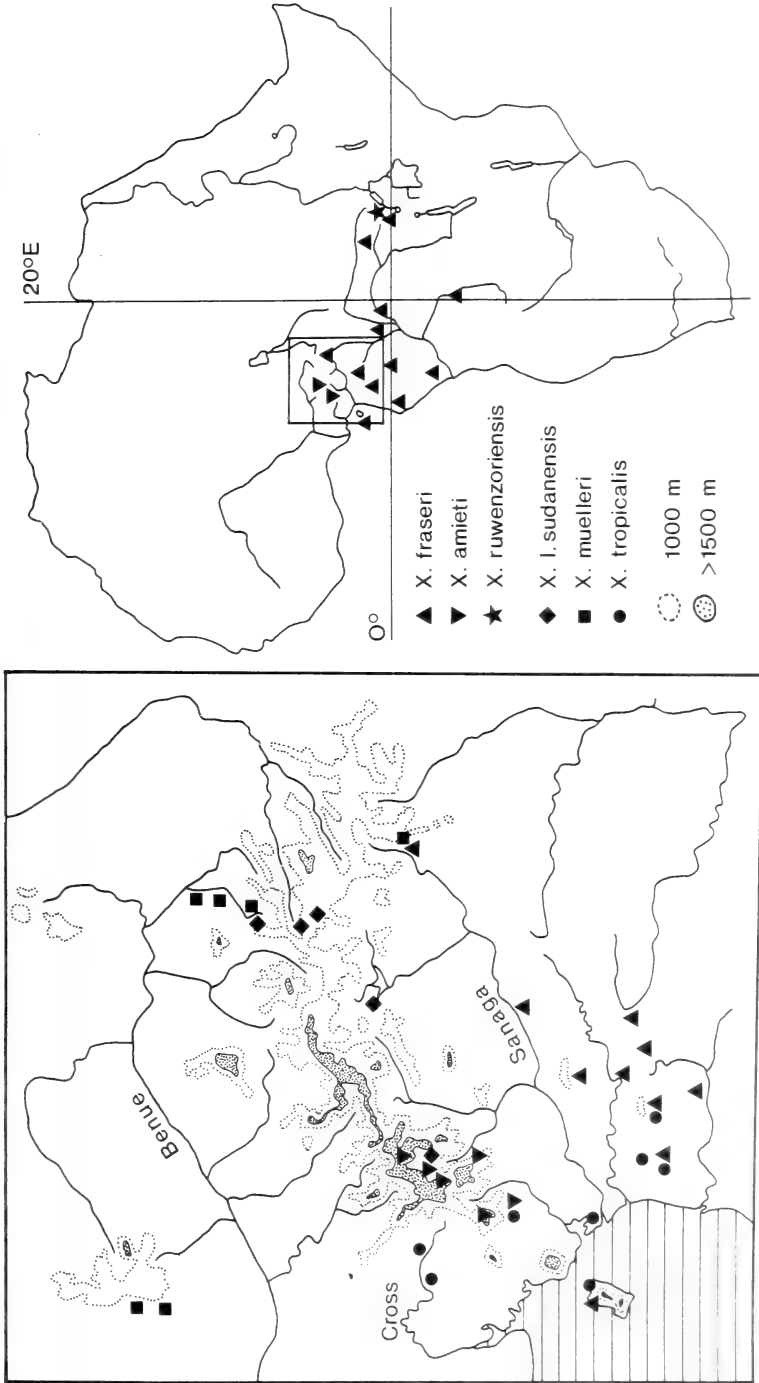 Benue
Sanaga
Cross
20°E
0°
X. fraseri
X. amieti
X. ruwenzoriensis
X. l. sudanensis
X. muelleri
X. tropicalis
1000 m
>1500 m